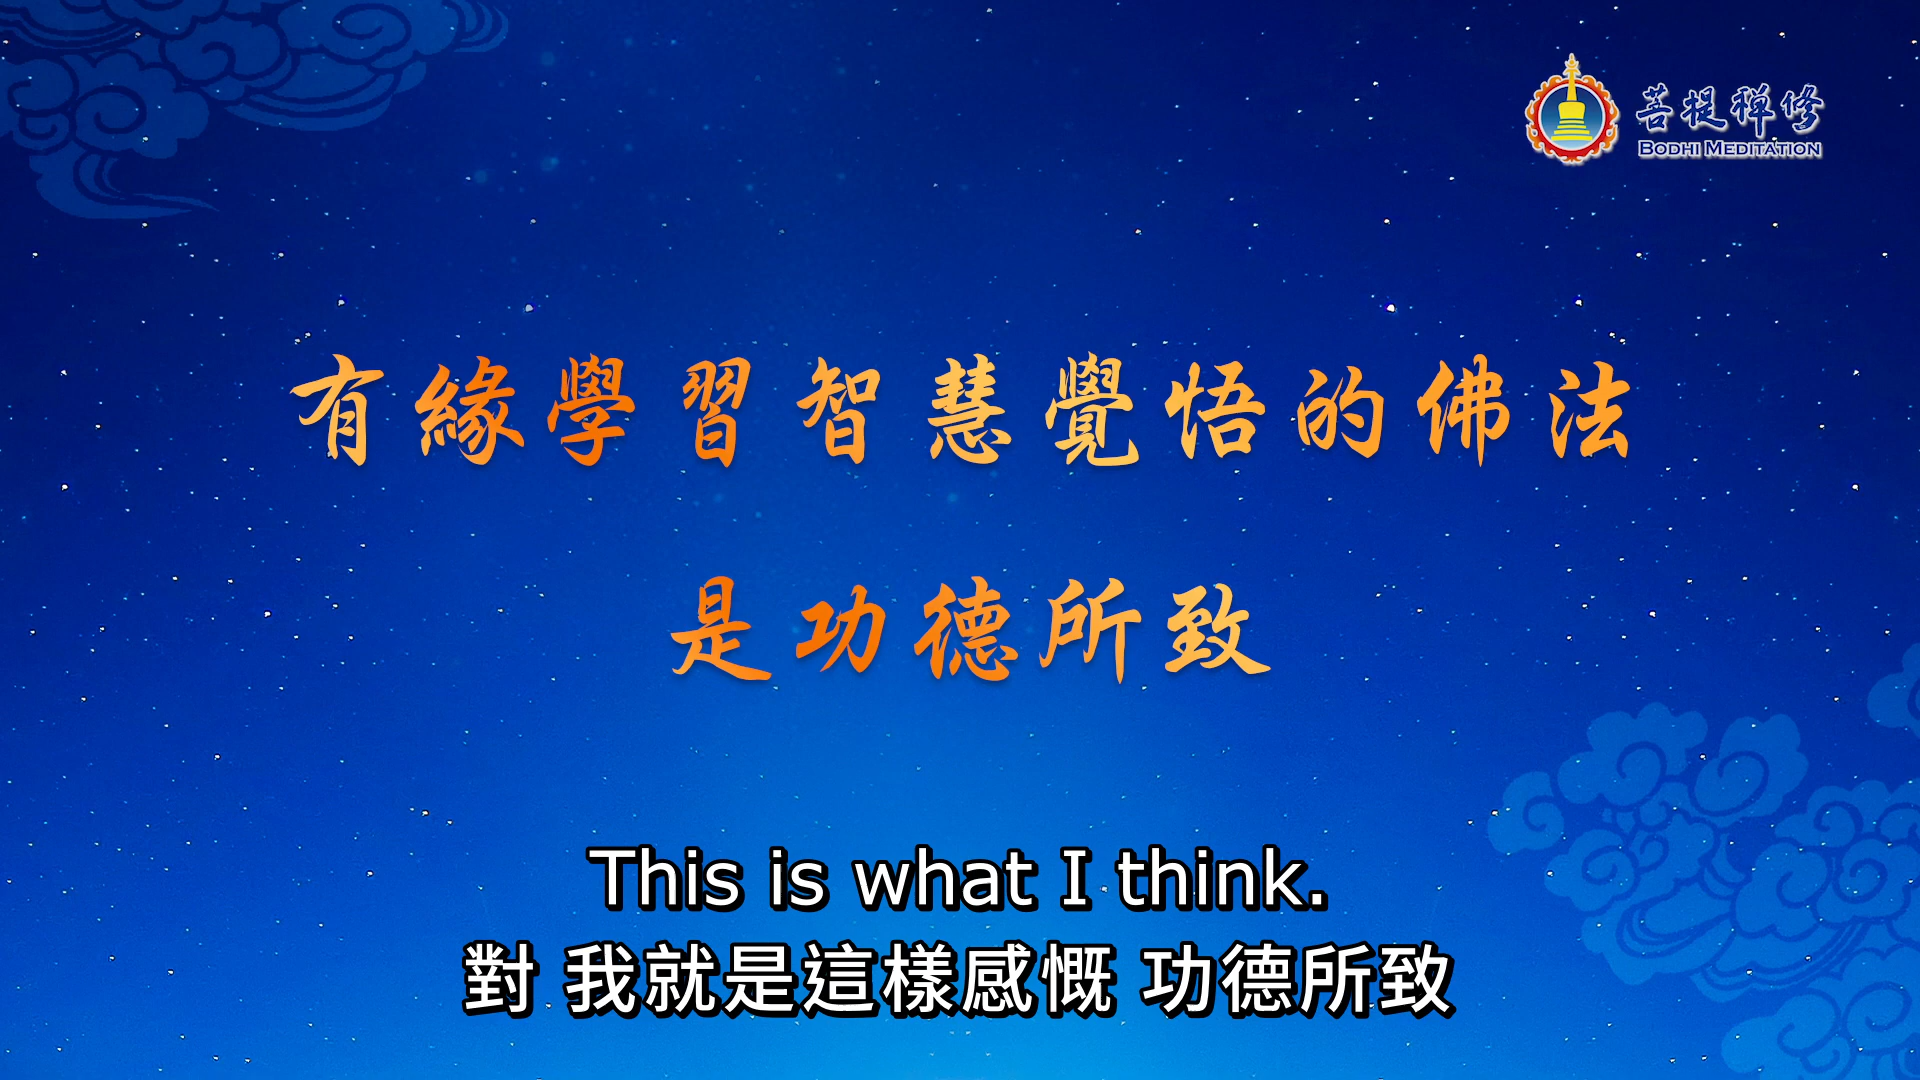 菩提禪修
BODHI MEDITATION
有緣學習智慧覺悟的佛法
是功德所致
This is what I think.
對 我就是這樣感慨 功德所致